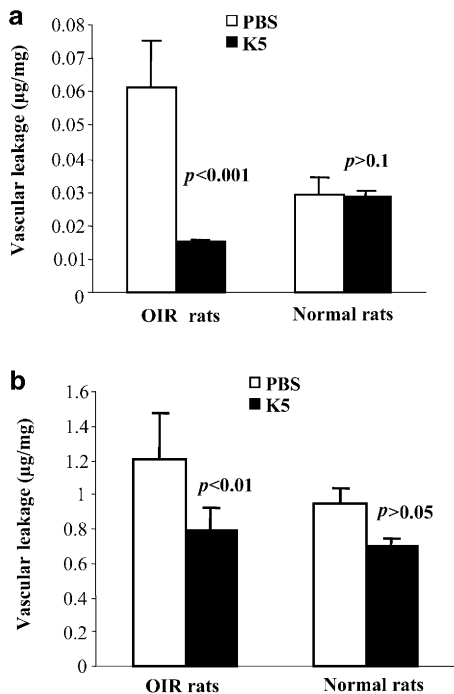 a
PBS
K5
Vascular leakage (µg/mg)
0.08
0.07
0.06
0.05
0.04
0.03
0.02
0.01
0
p<0.001
p>0.1
OIR rats
Normal rats
b
PBS
K5
Vascular leakage (µg/mg)
1.6
1.4
1.2
1
0.8
0.6
0.4
0.2
0
p<0.01
p>0.05
OIR rats
Normal rats